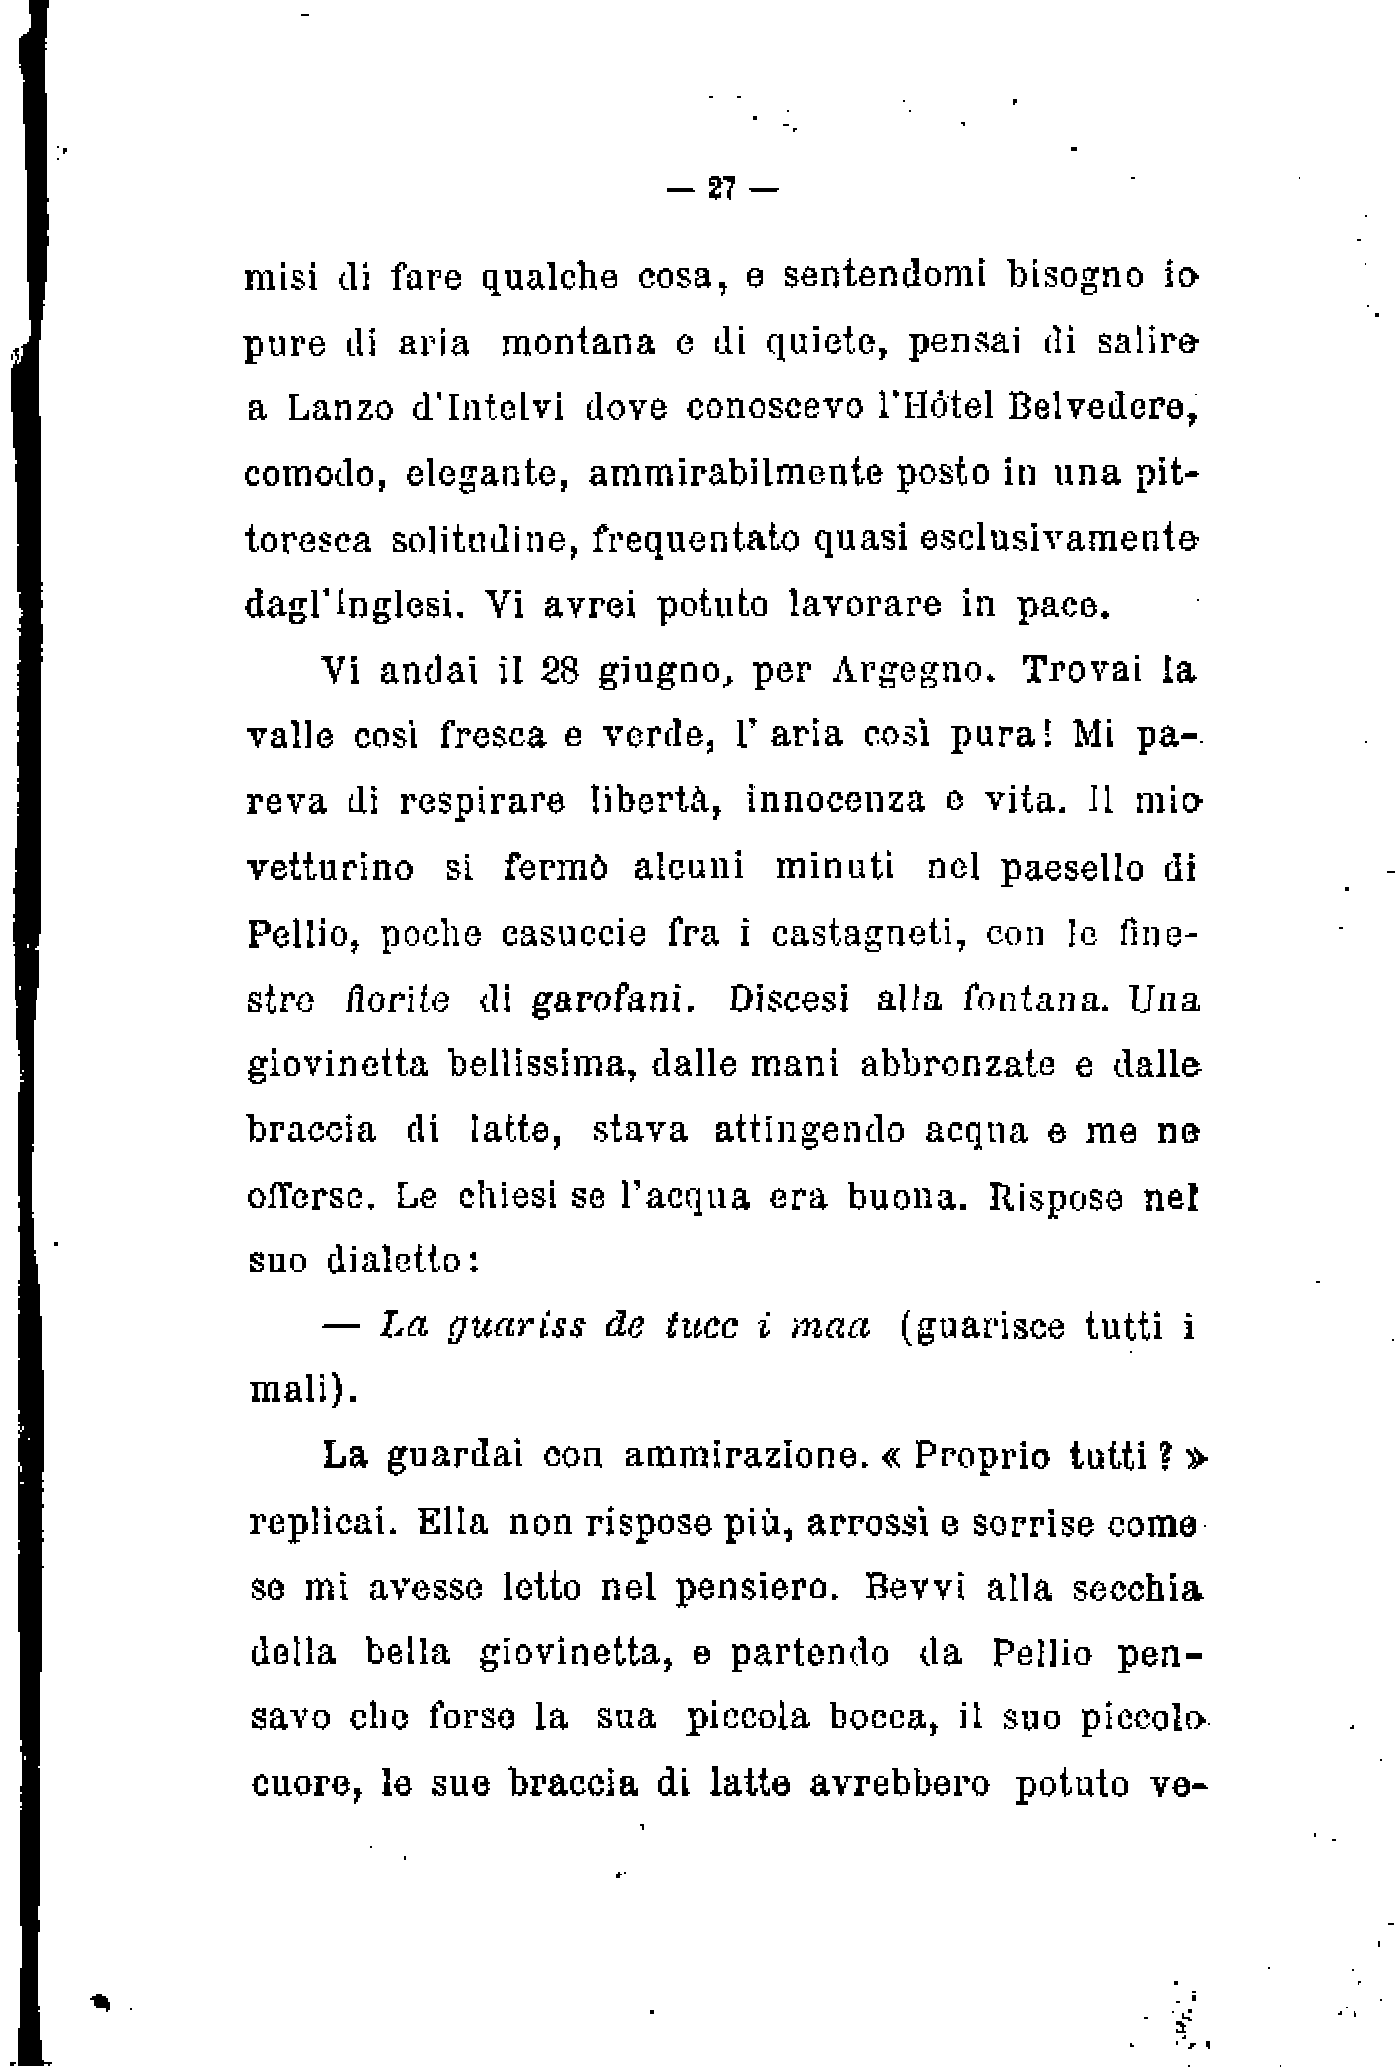 — 27 —
misi di fare qualche cosa, e sentendomi bisogno io
pure di aria montana e di quiete, pensai di salire
a Lanzo d'Intelvi dove conoscevo l'Hôtel Belvedere,
comodo, elegante, ammirabilmente posto in una pit-
toresca solitudine, frequentato quasi esclusivamente
dagl'Inglesi. Vi avrei potuto lavorare in pace.
Vi andai il 28 giugno, per Argegno. Trovai la
valle così fresca e verde, l'aria così pura! Mi pa-
reva di respirare libertà, innocenza e vita. Il mio
vetturino si fermò alcuni minuti nel paesello di
Pellio, poche casuccie fra i castagneti, con le fine-
stre fiorite di garofani. Discesi alla fontana. Una
giovinetta bellissima, dalle mani abbronzate e dalle
braccia di latte, stava attingendo acqua e me ne
offerse. Le chiesi se l'acqua era buona. Rispose nel
suo dialetto:
— La guariss de tucc i maa (guarisce tutti i
mali).
La guardai con ammirazione. « Proprio tutti? »
replicai. Ella non rispose più, arrossì e sorrise come
se mi avesse letto nel pensiero. Bevvi alla secchia
della bella giovinetta, e partendo da Pellio pen-
savo che forse la sua piccola bocca, il suo piccolo
cuore, le sue braccia di latte avrebbero potuto ve-